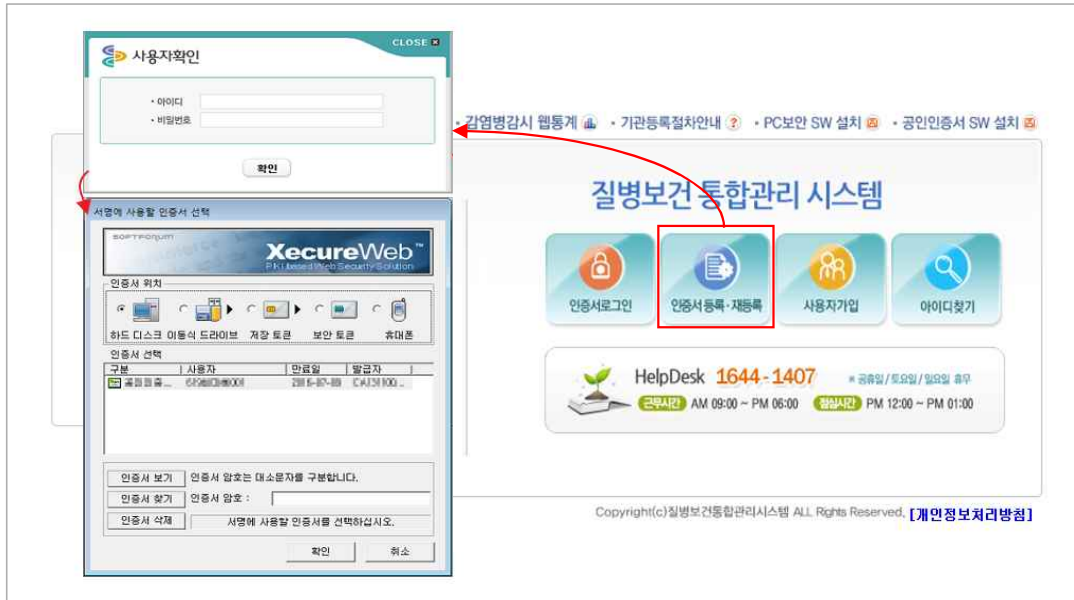 CLOSE
사용자확인
· 아이디
· 비밀번호
확인
· 감염병감시 웹통계 · 기관등록절차안내 · PC보안 SW 설치 · 공인인증서 SW 설치
질병보건 통합관리 시스템
인증서로그인 인증서 등록·재등록 사용자가입 아이디찾기
HelpDesk 1644-1407 * 공휴일/토요일/일요일 휴무
근무시간 AM 09:00 ~ PM 06:00 점심시간 PM 12:00 ~ PM 01:00
Copyright(c)질병보건통합관리시스템 ALL Rights Reserved. [개인정보처리방침]
서명에 사용할 인증서 선택
SOFTFORUM
XecureWeb™
PKI based Web Security Solution
인증서 위치
하드 디스크 이동식 드라이브 저장 토큰 보안 토큰 휴대폰
인증서 선택
구분 사용자 만료일 발급자
인증서 보기 인증서 암호는 대소문자를 구분합니다.
인증서 찾기 인증서 암호 :
인증서 삭제 서명에 사용할 인증서를 선택하십시오.
확인 취소